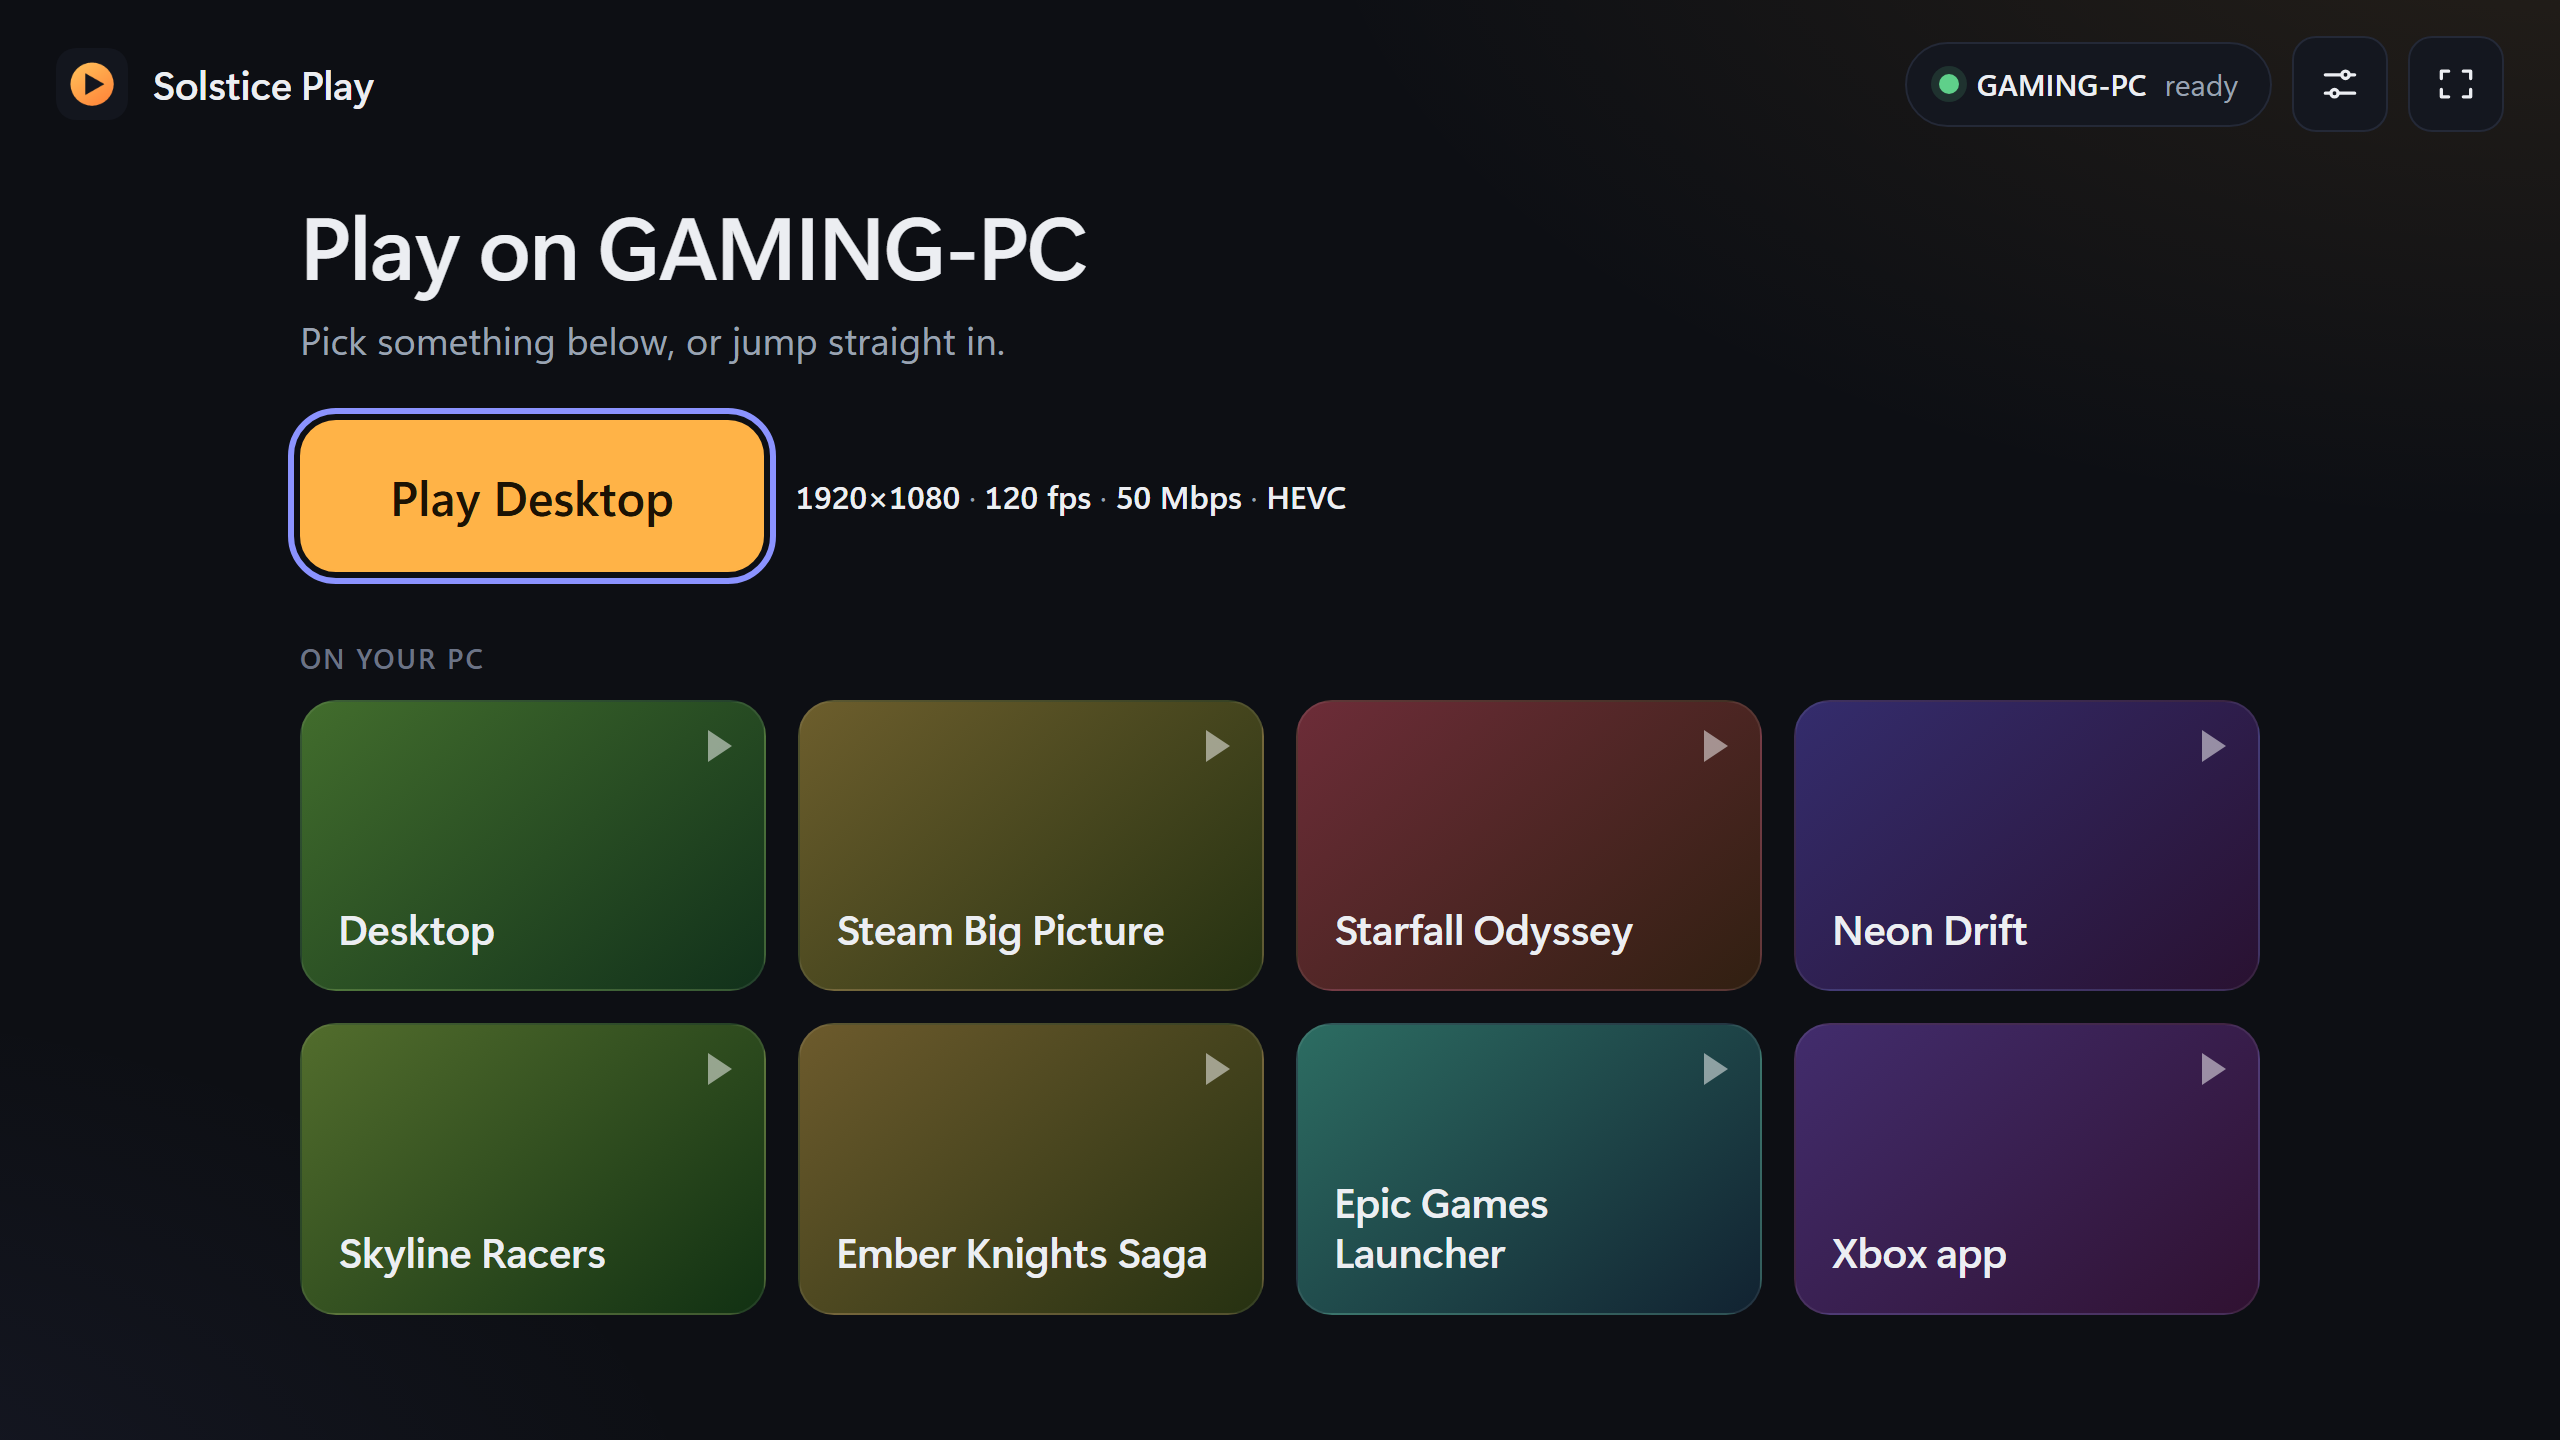 Solstice Play
GAMING-PC ready
Play on GAMING-PC
Pick something below, or jump straight in.
Play Desktop
1920×1080 · 120 fps · 50 Mbps · HEVC
ON YOUR PC
Desktop
Steam Big Picture
Starfall Odyssey
Neon Drift
Skyline Racers
Ember Knights Saga
Epic Games
Launcher
Xbox app